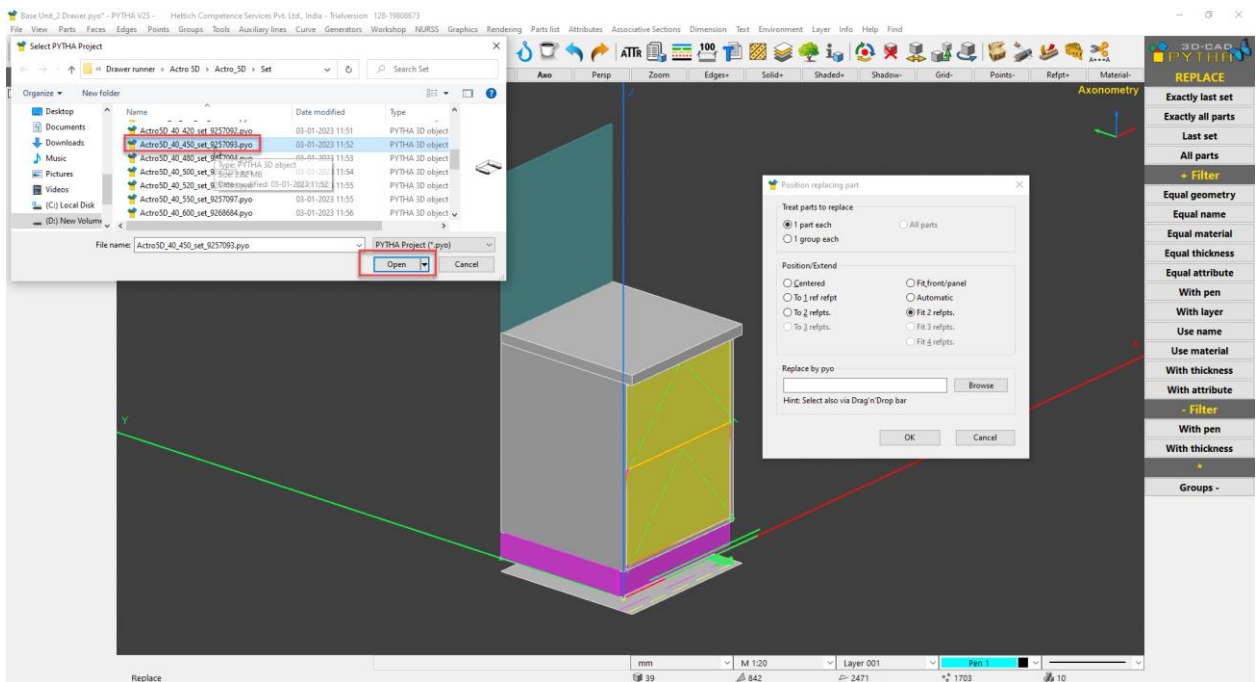 Base Unit_2 Drawer.pyo* - PYTHA V25 - Hettich Competence Services Pvt. Ltd., India - Trialversion 128-19808673
File View Parts Faces Edges Points Groups Tools Auxiliary lines Curve Generators Workshop NURSS Graphics Rendering Parts list Attributes Associative Sections Dimension Text Environment Layer Info Help Find
Select PYTHA Project
Drawer runner > Actro 5D > Actro_5D > Set
Search Set
Organize New folder
Desktop
Documents
Downloads
Music
Pictures
Videos
(C:) Local Disk
(D:) New Volume
Name Date modified Type
Actro5D_40_420_set_9257092.pyo 03-01-2023 11:51 PYTHA 3D object
Actro5D_40_450_set_9257093.pyo 03-01-2023 11:52 PYTHA 3D object
Actro5D_40_480_set_9257094.pyo 03-01-2023 11:53 PYTHA 3D object
Actro5D_40_500_set_9 03-01-2023 11:54 PYTHA 3D object
Actro5D_40_520_set_9 11:55 PYTHA 3D object
Actro5D_40_550_set_9257097.pyo 03-01-2023 11:55 PYTHA 3D object
Actro5D_40_600_set_9268684.pyo 03-01-2023 11:56 PYTHA 3D object
Type: PYTHA 3D object
Size: 2.82 MB
Date modified: 03-01-2023 11:52
File name: Actro5D_40_450_set_9257093.pyo PYTHA Project (*.pyo)
Open Cancel
ATTR
100
Axo Persp Zoom Edges+ Solid+ Shaded+ Shadow- Grid- Points- Refpt+ Material-
Axonometry
Z
Y
X
Position replacing part
Treat parts to replace
1 part each All parts
1 group each
Position/Extend
Centered Fit,front/panel
To 1 ref refpt Automatic
To 2 refpts. Fit 2 refpts.
To 3 refpts. Fit 3 refpts.
Fit 4 refpts.
Replace by pyo
Browse
Hint: Select also via Drag'n'Drop bar
OK Cancel
3D-CAD
PYTHA
REPLACE
Exactly last set
Exactly all parts
Last set
All parts
+ Filter
Equal geometry
Equal name
Equal material
Equal thickness
Equal attribute
With pen
With layer
Use name
Use material
With thickness
With attribute
- Filter
With pen
With thickness
*
Groups -
mm M 1:20 Layer 001 Pen 1
Replace 39 842 2471 1703 10